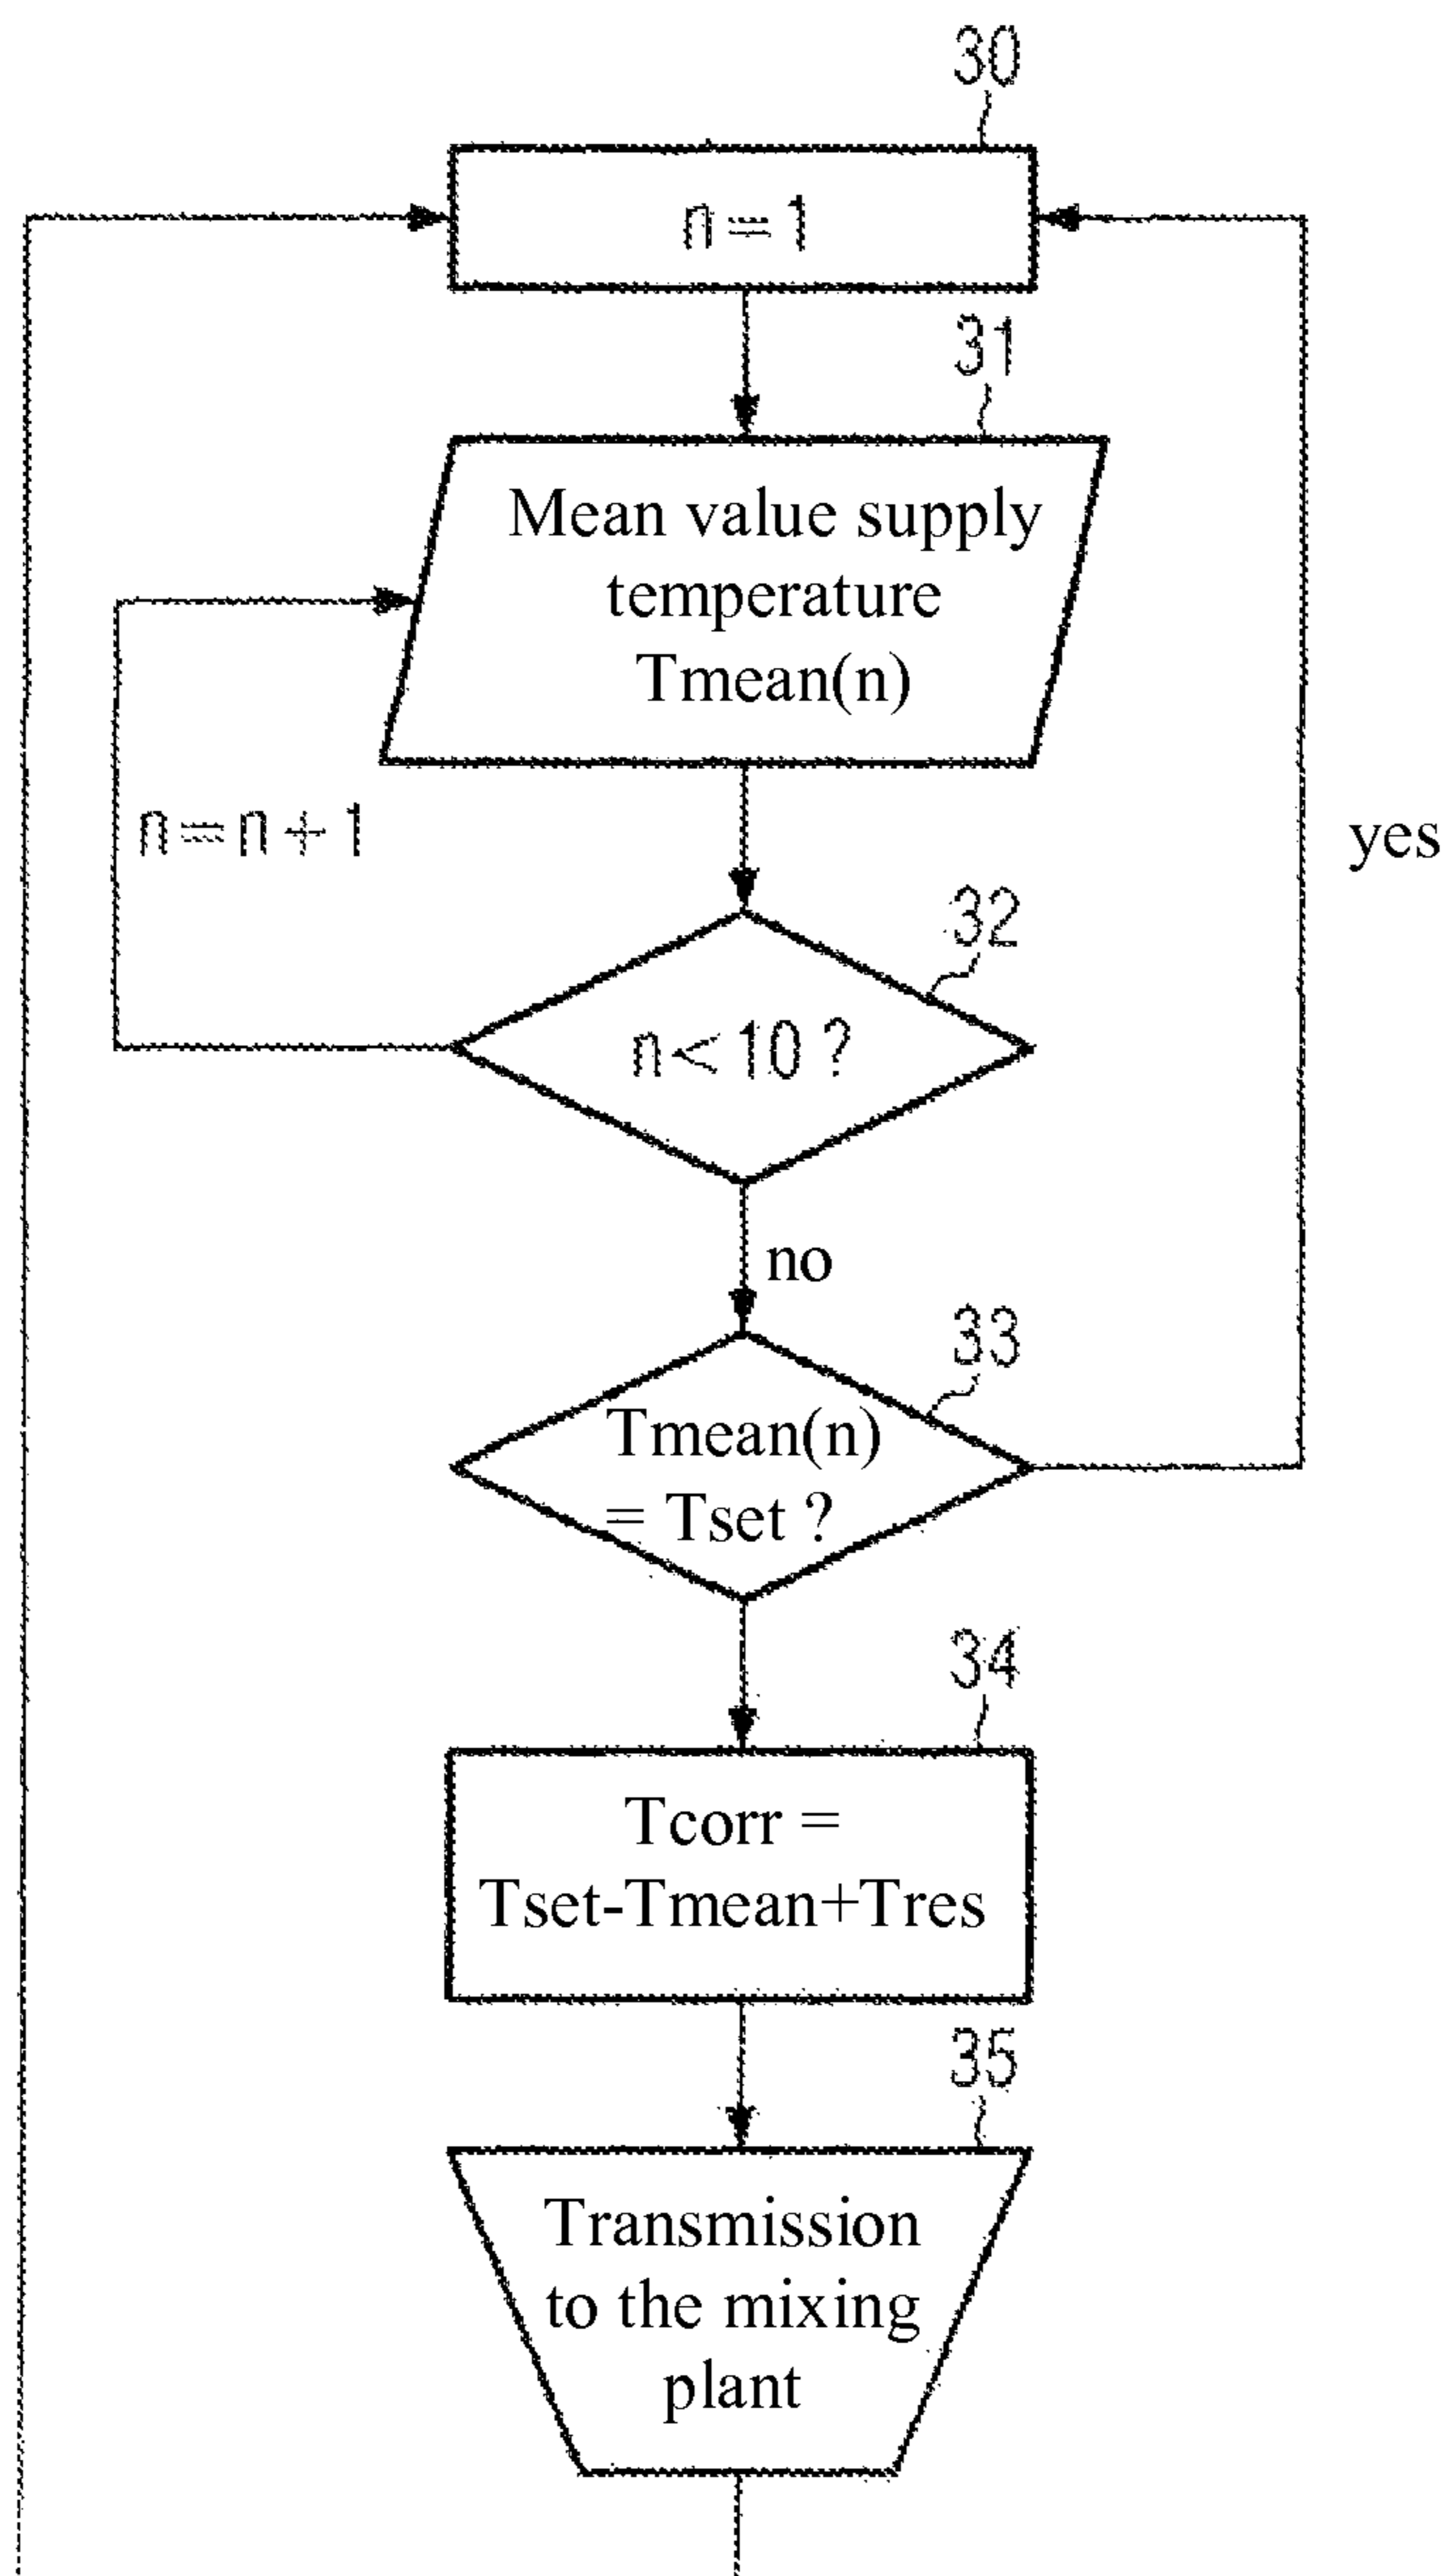 30
n=1
31
Mean value supply
temperature
Tmean(n)
n=n+1
yes
32
n<10 ?
no
33
Tmean(n)
= Tset ?
34
Tcorr =
Tset-Tmean+Tres
35
Transmission
to the mixing
plant